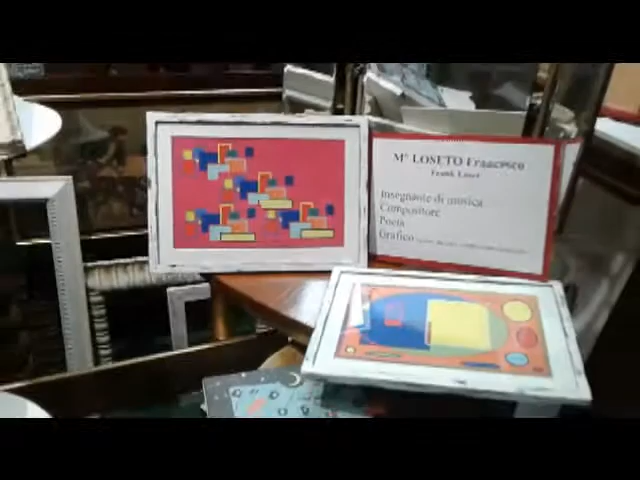 M° LOSETO Francesco
Frank Loset
Insegnante di musica
Compositore
Poeta
Grafico